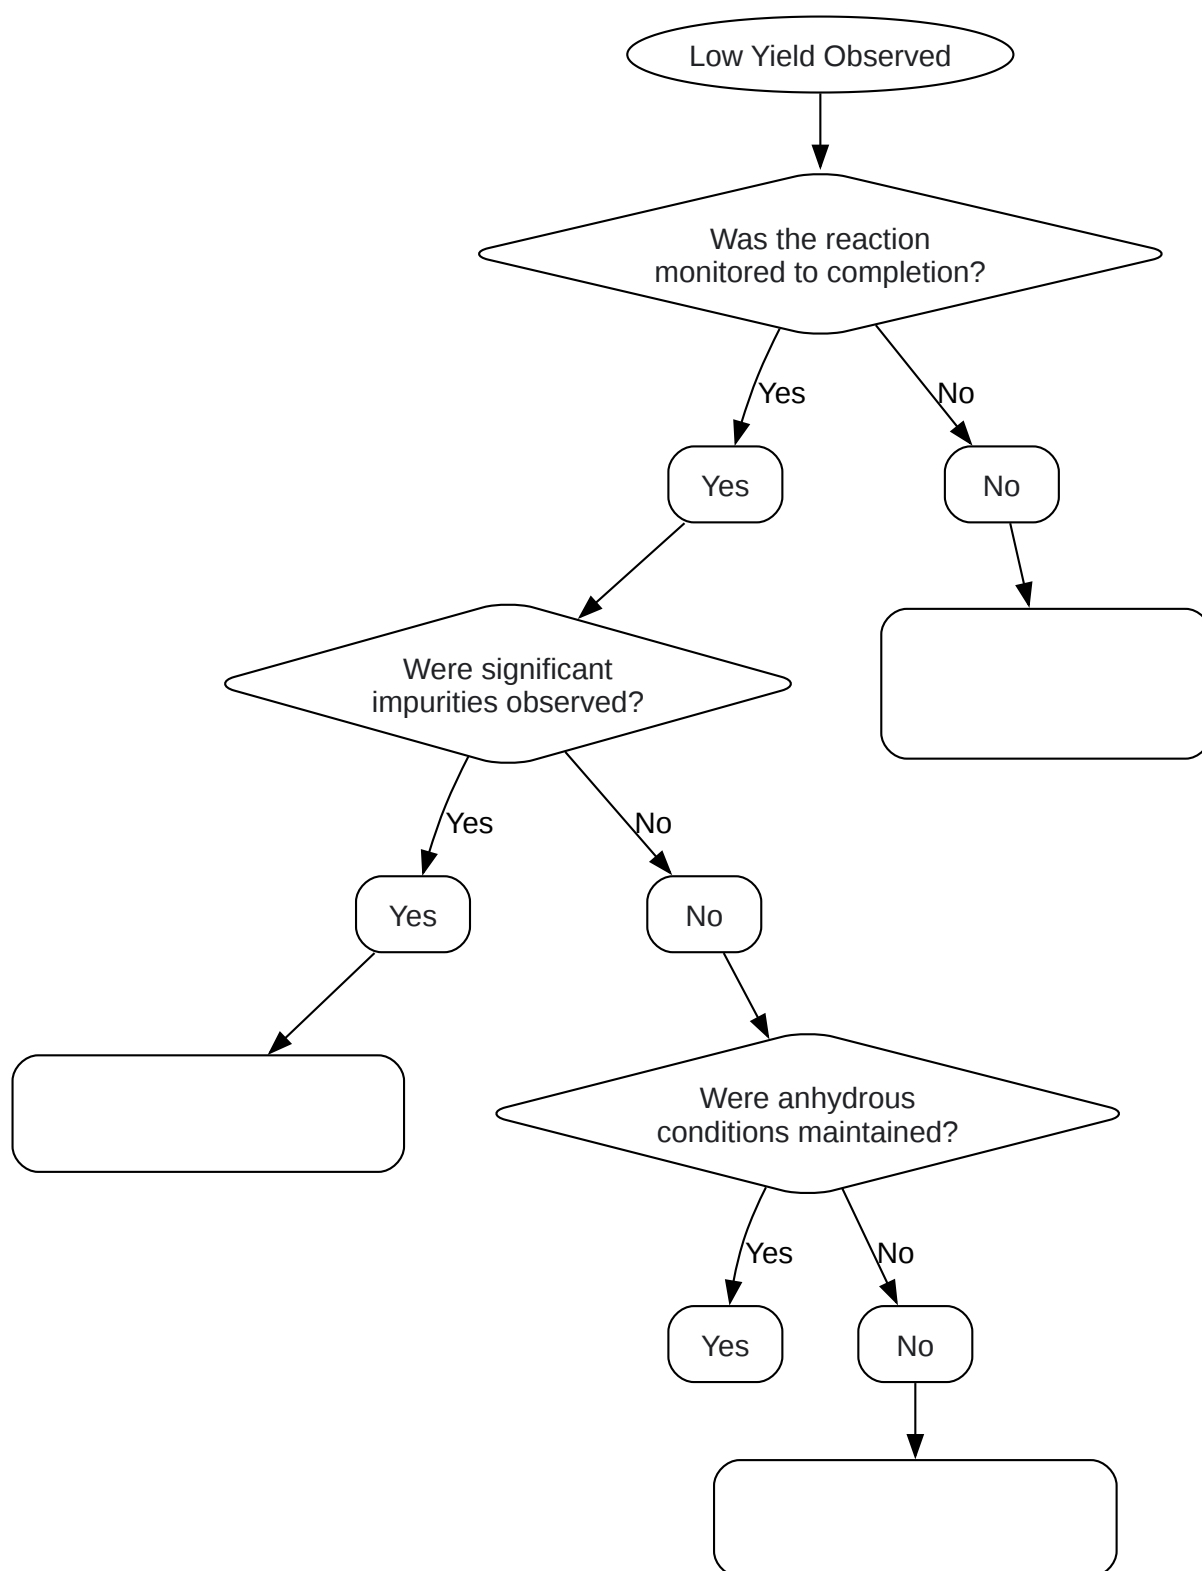 Low Yield Observed
Was the reaction
monitored to completion?
Yes
No
Yes
No
Were significant
impurities observed?
Yes
No
Yes
No
Were anhydrous
conditions maintained?
Yes
No
Yes
No